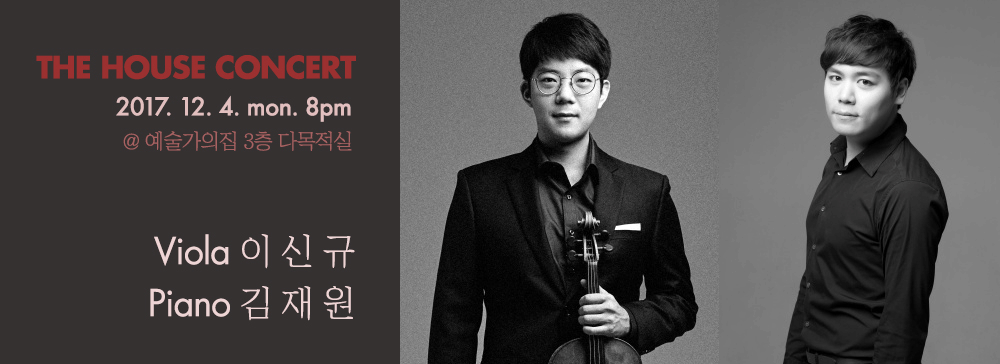 THE HOUSE CONCERT
2017. 12. 4. mon. 8pm
@ 예술가의집 3층 다목적실
Viola 이 신 규
Piano 김 재 원